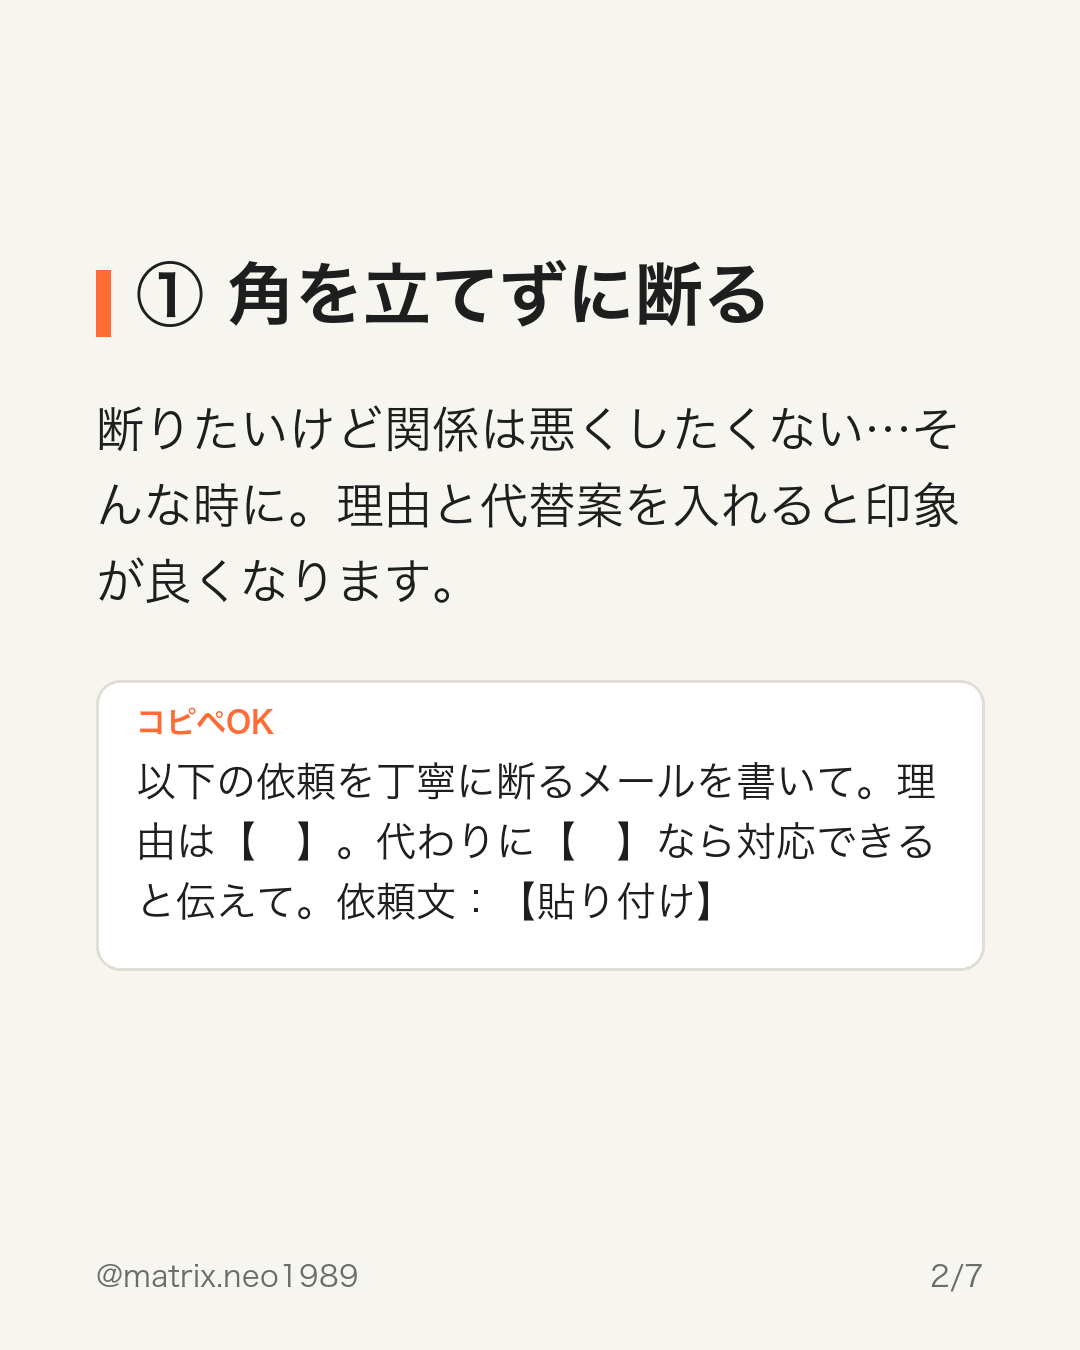 ① 角を立てずに断る
断りたいけど関係は悪くしたくない…そ
んな時に。理由と代替案を入れると印象
が良くなります。
コピペOK
以下の依頼を丁寧に断るメールを書いて。理
由は【　】。代わりに【　】なら対応できる
と伝えて。依頼文：【貼り付け】
@matrix.neo1989
2/7